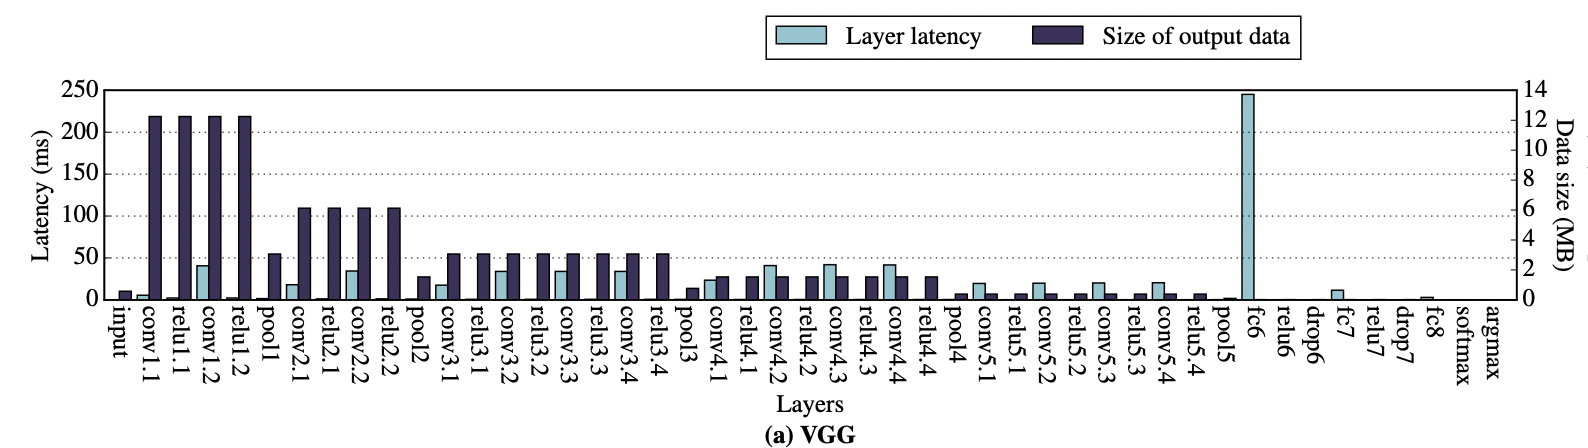 Layer latency Size of output data
250 14
200 12
150 10
100 8
50 6
0 4
2
0
Latency (ms)
Data size (MB)
input conv1.1 relu1.1 conv1.2 relu1.2 pool1 conv2.1 relu2.1 conv2.2 relu2.2 pool2 conv3.1 relu3.1 conv3.2 relu3.2 conv3.3 relu3.3 conv3.4 relu3.4 pool3 conv4.1 relu4.1 conv4.2 relu4.2 conv4.3 relu4.3 conv4.4 relu4.4 pool4 conv5.1 relu5.1 conv5.2 relu5.2 conv5.3 relu5.3 conv5.4 relu5.4 pool5 fc6 relu6 drop6 fc7 relu7 drop7 fc8 softmax argmax
Layers
(a) VGG